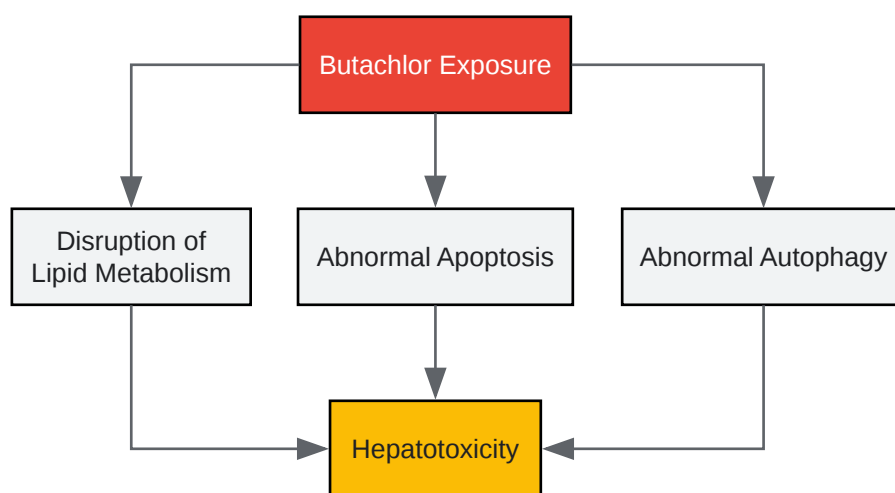 Butachlor Exposure
Disruption of
Lipid Metabolism
Abnormal Apoptosis
Abnormal Autophagy
Hepatotoxicity